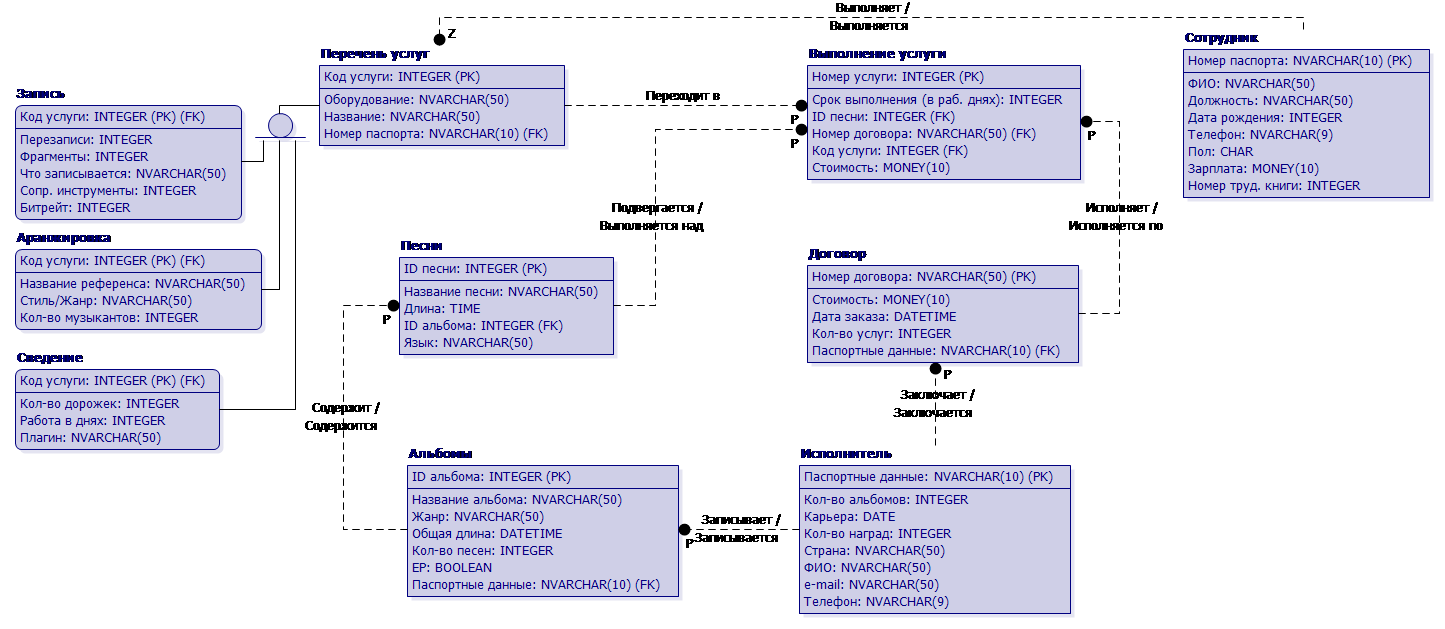 Выполняет /
Выполняется
Z
Перечень услуг
Код услуги: INTEGER (PK)
Оборудование: NVARCHAR(50)
Название: NVARCHAR(50)
Номер паспорта: NVARCHAR(10) (FK)
Переходит в
P
P
Выполнение услуги
Номер услуги: INTEGER (PK)
Срок выполнения (в раб. днях): INTEGER
ID песни: INTEGER (FK)
Номер договора: NVARCHAR(50) (FK)
Код услуги: INTEGER (FK)
Стоимость: MONEY(10)
P
Сотрудник
Номер паспорта: NVARCHAR(10) (PK)
ФИО: NVARCHAR(50)
Должность: NVARCHAR(50)
Дата рождения: INTEGER
Телефон: NVARCHAR(9)
Пол: CHAR
Зарплата: MONEY(10)
Номер труд. книги: INTEGER
Запись
Код услуги: INTEGER (PK) (FK)
Перезаписи: INTEGER
Фрагменты: INTEGER
Что записывается: NVARCHAR(50)
Сопр. инструменты: INTEGER
Битрейт: INTEGER
Аранжировка
Код услуги: INTEGER (PK) (FK)
Название референса: NVARCHAR(50)
Стиль/Жанр: NVARCHAR(50)
Кол-во музыкантов: INTEGER
Сведение
Код услуги: INTEGER (PK) (FK)
Кол-во дорожек: INTEGER
Работа в днях: INTEGER
Плагин: NVARCHAR(50)
Подвергается /
Выполняется над
Исполняет /
Исполняется по
Песни
ID песни: INTEGER (PK)
Название песни: NVARCHAR(50)
Длина: TIME
ID альбома: INTEGER (FK)
Язык: NVARCHAR(50)
P
Договор
Номер договора: NVARCHAR(50) (PK)
Стоимость: MONEY(10)
Дата заказа: DATETIME
Кол-во услуг: INTEGER
Паспортные данные: NVARCHAR(10) (FK)
P
Заключает /
Заключается
Содержит /
Содержится
Альбомы
ID альбома: INTEGER (PK)
Название альбома: NVARCHAR(50)
Жанр: NVARCHAR(50)
Общая длина: DATETIME
Кол-во песен: INTEGER
EP: BOOLEAN
Паспортные данные: NVARCHAR(10) (FK)
Записывает /
P
Записывается
Исполнитель
Паспортные данные: NVARCHAR(10) (PK)
Кол-во альбомов: INTEGER
Карьера: DATE
Кол-во наград: INTEGER
Страна: NVARCHAR(50)
ФИО: NVARCHAR(50)
e-mail: NVARCHAR(50)
Телефон: NVARCHAR(9)